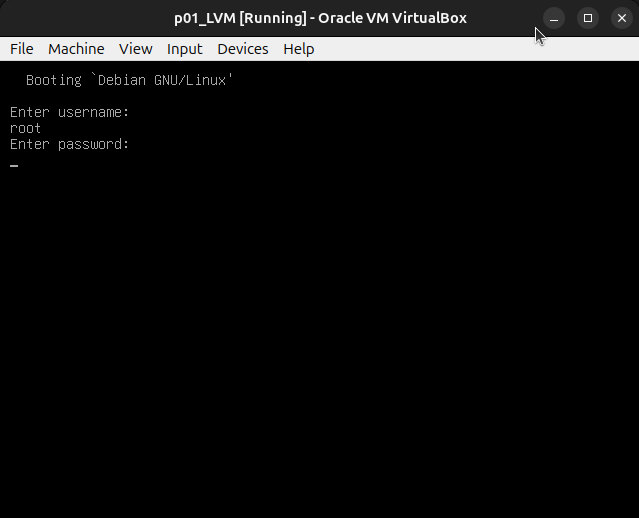 p01_LVM [Running] - Oracle VM VirtualBox
File Machine View Input Devices Help
Booting `Debian GNU/Linux'
Enter username:
root
Enter password: